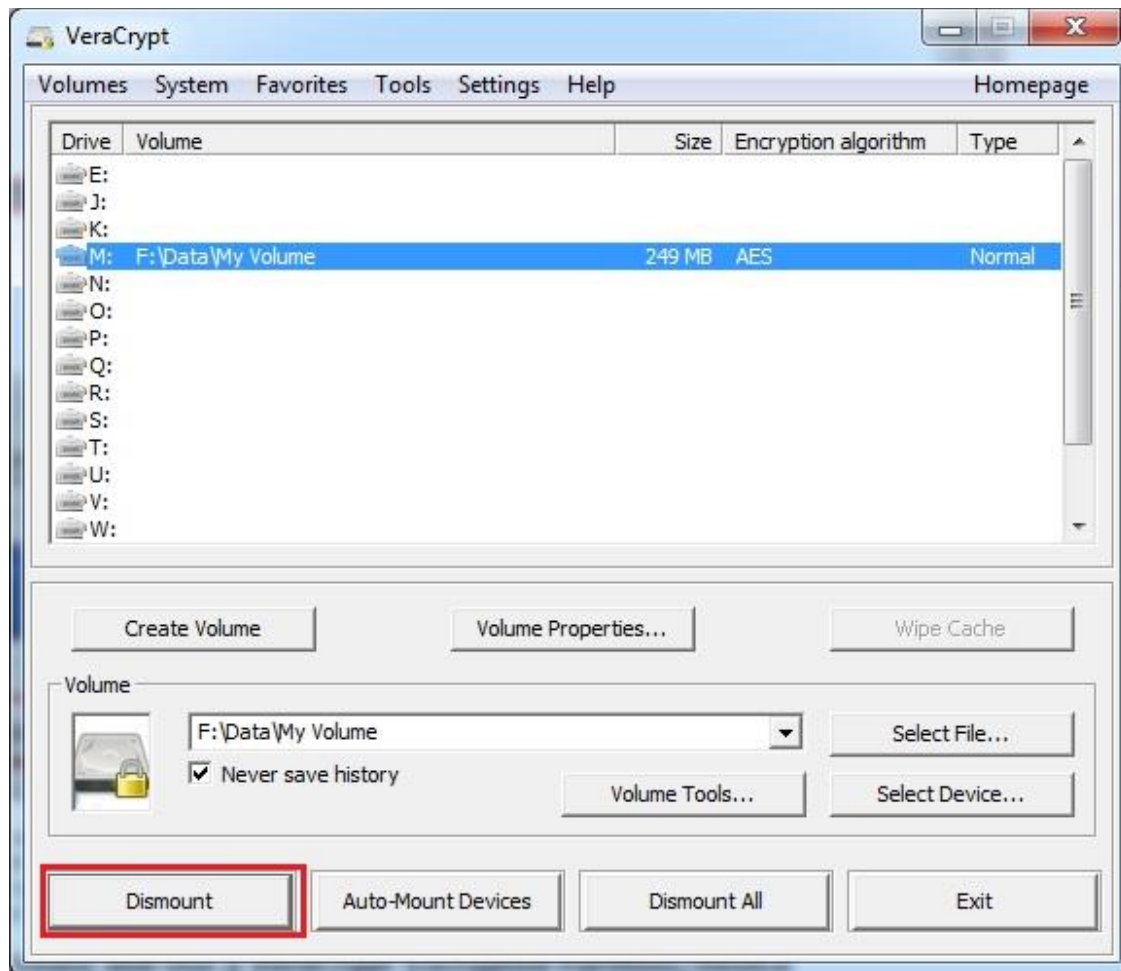 VeraCrypt
Volumes System Favorites Tools Settings Help Homepage
Drive Volume Size Encryption algorithm Type
E:
J:
K:
M: F:\Data\My Volume 249 MB AES Normal
N:
O:
P:
Q:
R:
S:
T:
U:
V:
W:
Create Volume Volume Properties... Wipe Cache
Volume
F:\Data\My Volume Select File...
Never save history
Volume Tools... Select Device...
Dismount Auto-Mount Devices Dismount All Exit